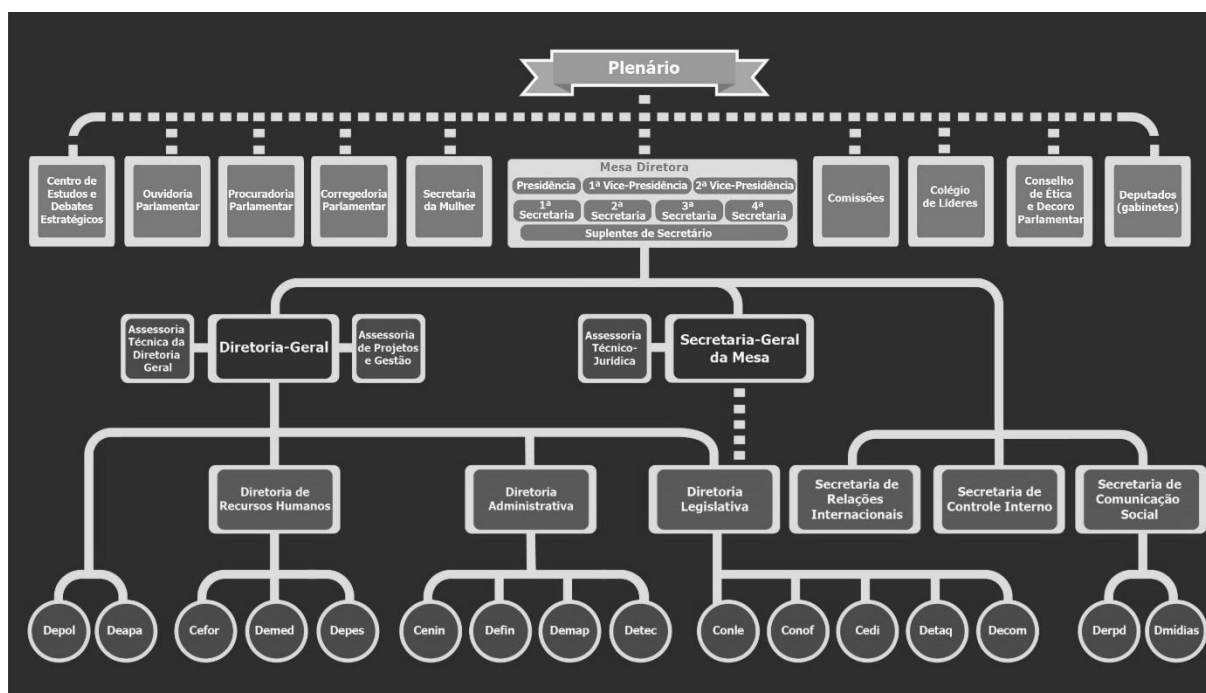 Plenário
Centro de
Estudos e
Debates
Estratégicos
Ouvidoria
Parlamentar
Procuradoria
Parlamentar
Corregedoria
Parlamentar
Secretaria
da Mulher
Mesa Diretora
Presidência
1ª Vice-Presidência
2ª Vice-Presidência
1ª
Secretaria
2ª
Secretaria
3ª
Secretaria
4ª
Secretaria
Suplentes de Secretário
Comissões
Colégio
de Líderes
Conselho
de Ética
e Decoro
Parlamentar
Deputados
(gabinetes)
Assessoria
Técnica da
Diretoria
Geral
Diretoria-Geral
Assessoria
de Projetos
e Gestão
Assessoria
Técnico-
Jurídica
Secretaria-Geral
da Mesa
Diretoria de
Recursos Humanos
Diretoria
Administrativa
Diretoria
Legislativa
Secretaria de
Relações
Internacionais
Secretaria de
Controle Interno
Secretaria de
Comunicação
Social
Depol
Deapa
Cefor
Demed
Depes
Cenin
Defin
Demap
Detec
Conle
Conof
Cedi
Detaq
Decom
Derpd
Dmídias